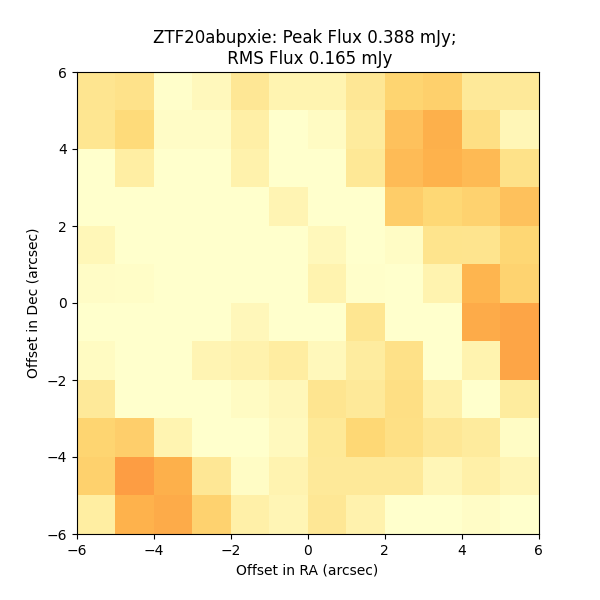 ZTF20abupxie: Peak Flux 0.388 mJy;
RMS Flux 0.165 mJy
6
4
2
0
−2
−4
−6
Offset in Dec (arcsec)
−6 −4 −2 0 2 4 6
Offset in RA (arcsec)